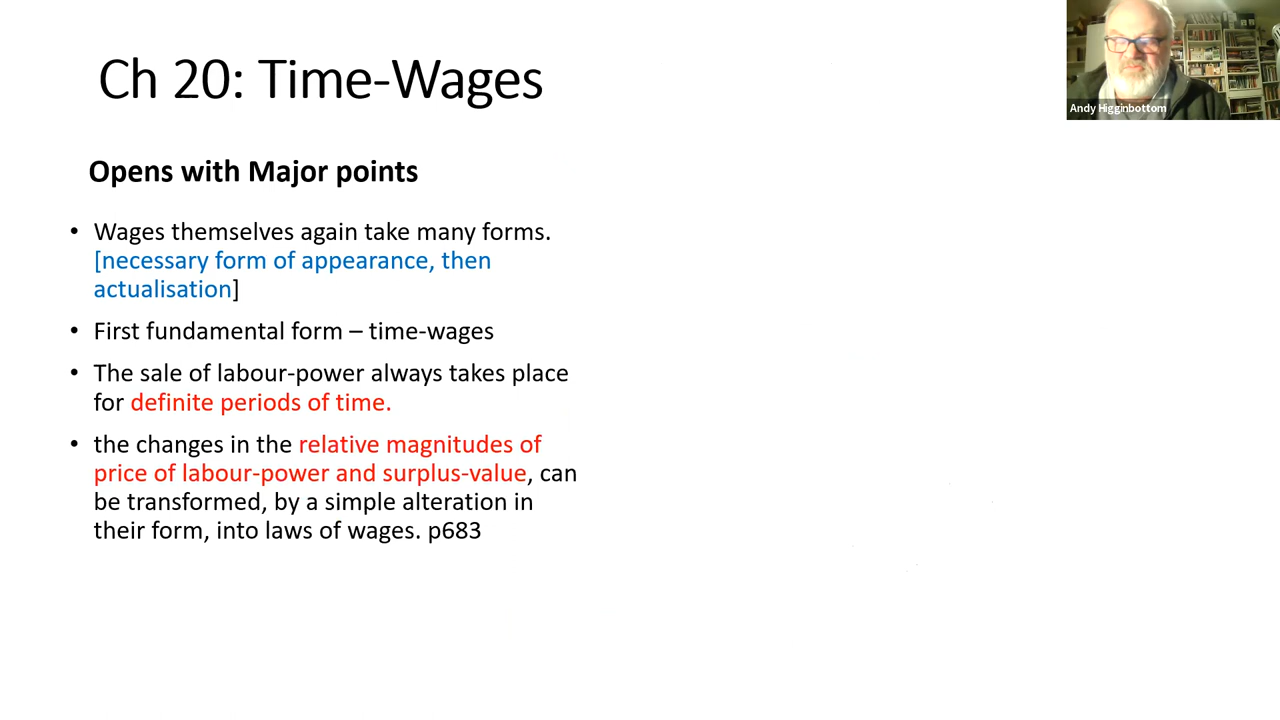 Ch 20: Time-Wages
Andy Higginbottom
Opens with Major points
• Wages themselves again take many forms.
[necessary form of appearance, then
actualisation]
• First fundamental form – time-wages
• The sale of labour-power always takes place
for definite periods of time.
• the changes in the relative magnitudes of
price of labour-power and surplus-value, can
be transformed, by a simple alteration in
their form, into laws of wages. p683